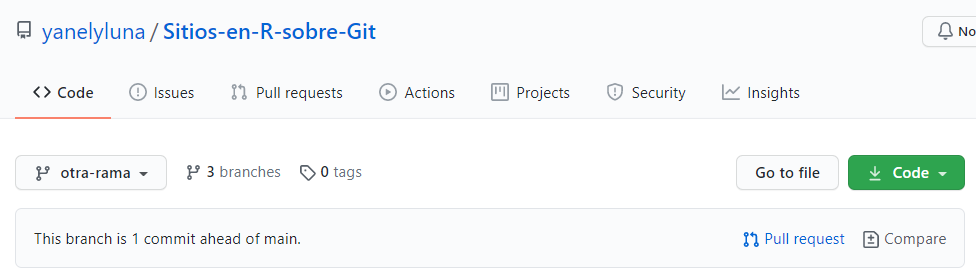 yanelyluna / Sitios-en-R-sobre-Git
No
Code Issues Pull requests Actions Projects Security Insights
otra-rama 3 branches 0 tags Go to file Code
This branch is 1 commit ahead of main. Pull request Compare